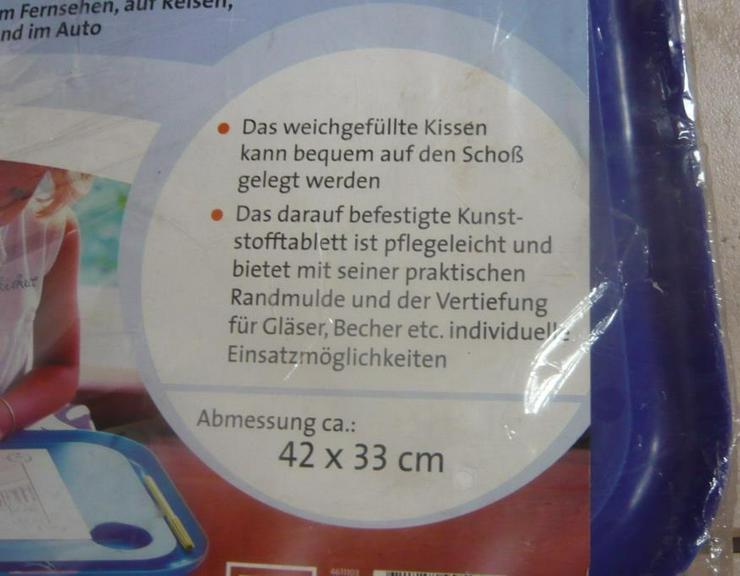 m Fernsehen, auf Reisen,
nd im Auto
• Das weichgefüllte Kissen
kann bequem auf den Schoß
gelegt werden
• Das darauf befestigte Kunst-
stofftablett ist pflegeleicht und
bietet mit seiner praktischen
Randmulde und der Vertiefung
für Gläser, Becher etc. individuelle
Einsatzmöglichkeiten
Abmessung ca.:
42 x 33 cm